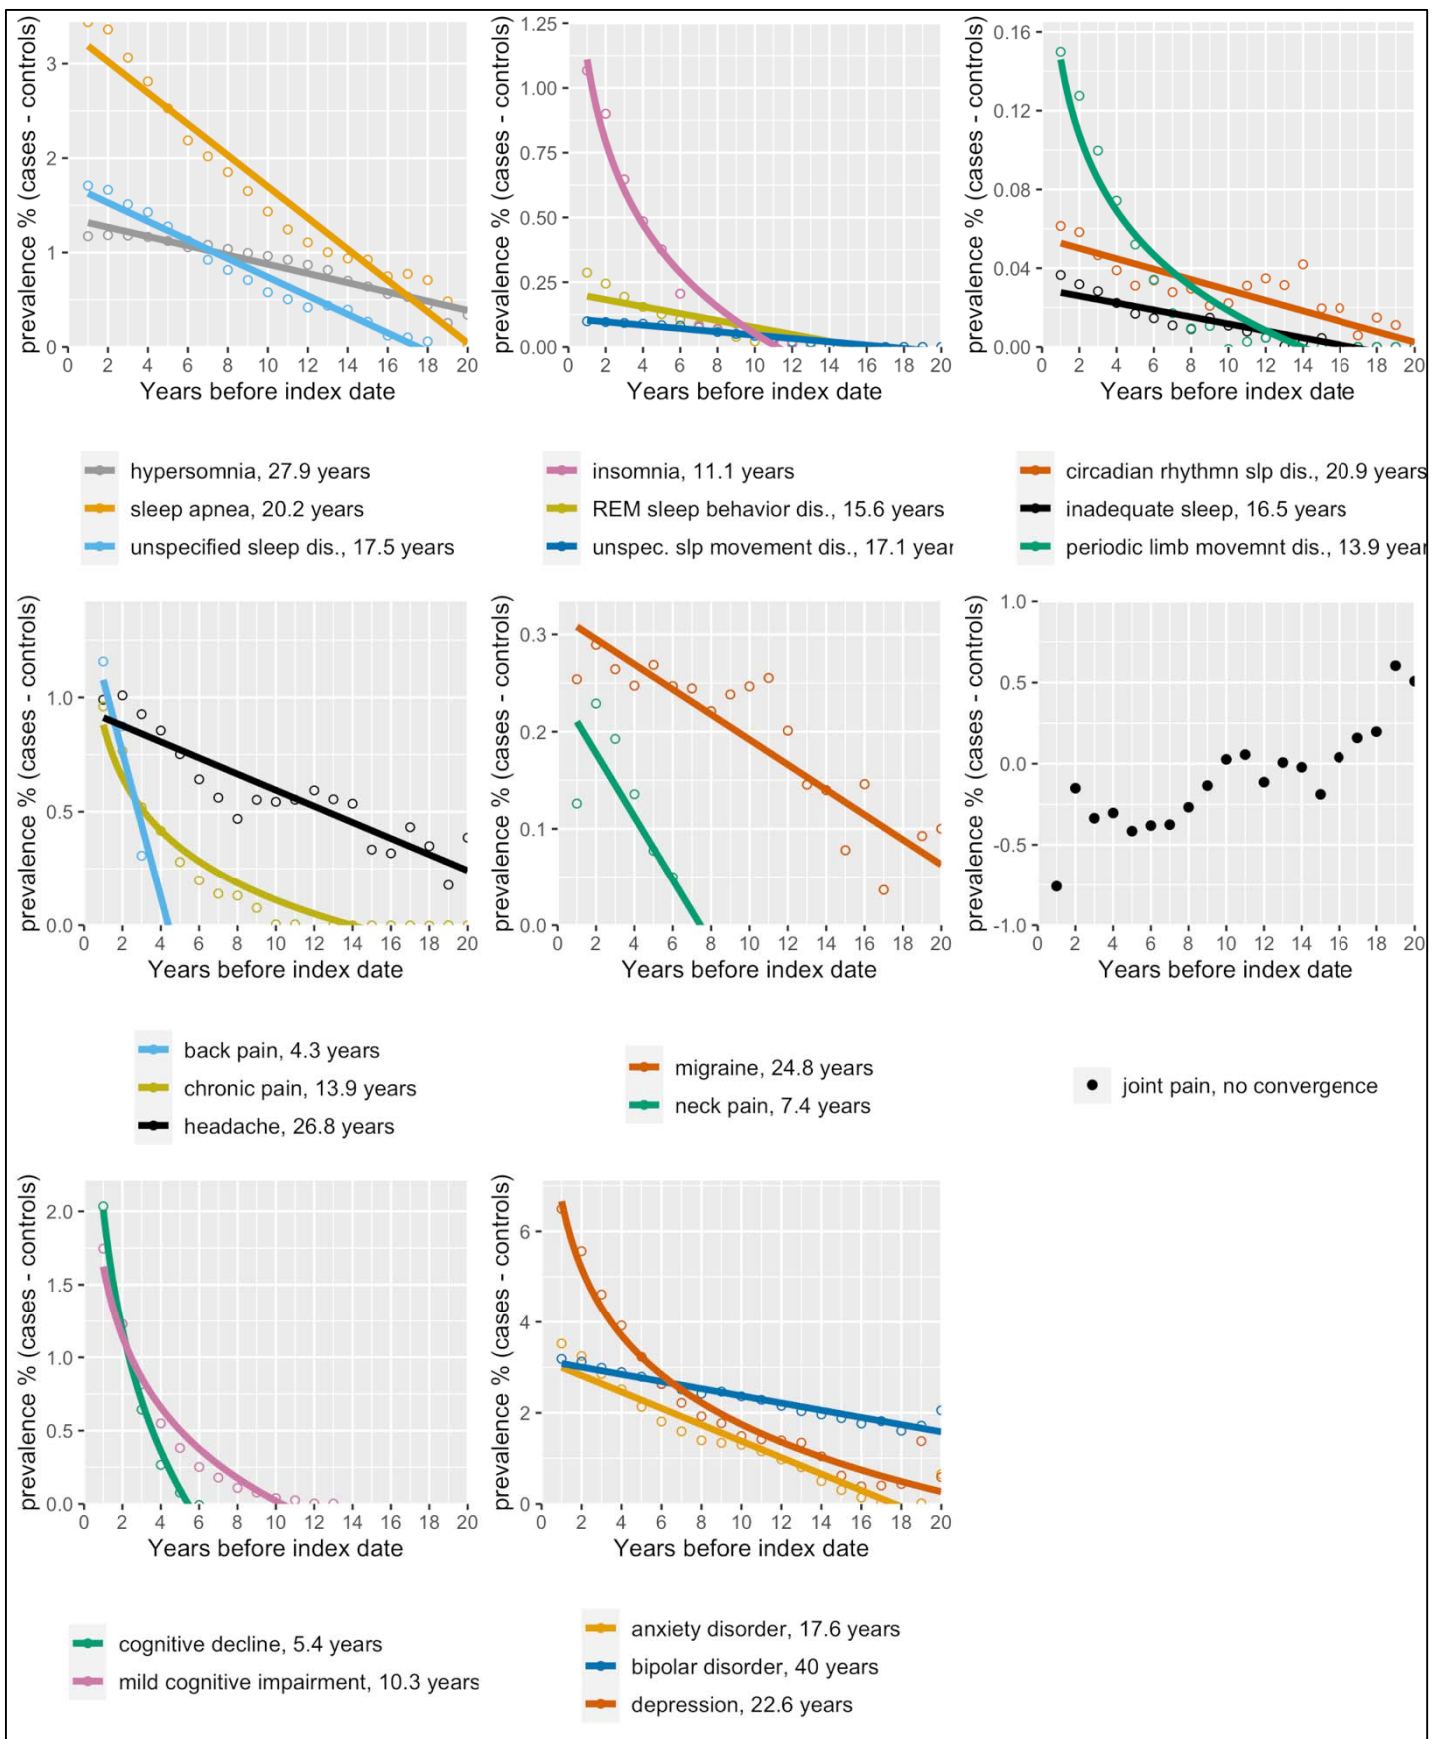 prevalence % (cases - controls)
3
2
1
0
0 2 4 6 8 10 12 14 16 18 20
Years before index date
hypersomnia, 27.9 years
sleep apnea, 20.2 years
unspecified sleep dis., 17.5 years
prevalence % (cases - controls)
1.25
1.00
0.75
0.50
0.25
0.00
0 2 4 6 8 10 12 14 16 18 20
Years before index date
insomnia, 11.1 years
REM sleep behavior dis., 15.6 years
unspec. slp movement dis., 17.1 year
prevalence % (cases - controls)
0.16
0.12
0.08
0.04
0.00
0 2 4 6 8 10 12 14 16 18 20
Years before index date
circadian rhythmn slp dis., 20.9 years
inadequate sleep, 16.5 years
periodic limb movemnt dis., 13.9 year
prevalence % (cases - controls)
1.0
0.5
0.0
0 2 4 6 8 10 12 14 16 18 20
Years before index date
back pain, 4.3 years
chronic pain, 13.9 years
headache, 26.8 years
prevalence % (cases - controls)
0.3
0.2
0.1
0.0
0 2 4 6 8 10 12 14 16 18 20
Years before index date
migraine, 24.8 years
neck pain, 7.4 years
prevalence % (cases - controls)
1.0
0.5
0.0
-0.5
-1.0
0 2 4 6 8 10 12 14 16 18 20
Years before index date
joint pain, no convergence
prevalence % (cases - controls)
2.0
1.5
1.0
0.5
0.0
0 2 4 6 8 10 12 14 16 18 20
Years before index date
cognitive decline, 5.4 years
mild cognitive impairment, 10.3 years
prevalence % (cases - controls)
6
4
2
0
0 2 4 6 8 10 12 14 16 18 20
Years before index date
anxiety disorder, 17.6 years
bipolar disorder, 40 years
depression, 22.6 years